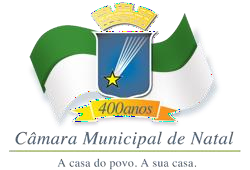 400anos
Câmara Municipal de Natal
A casa do povo. A sua casa.